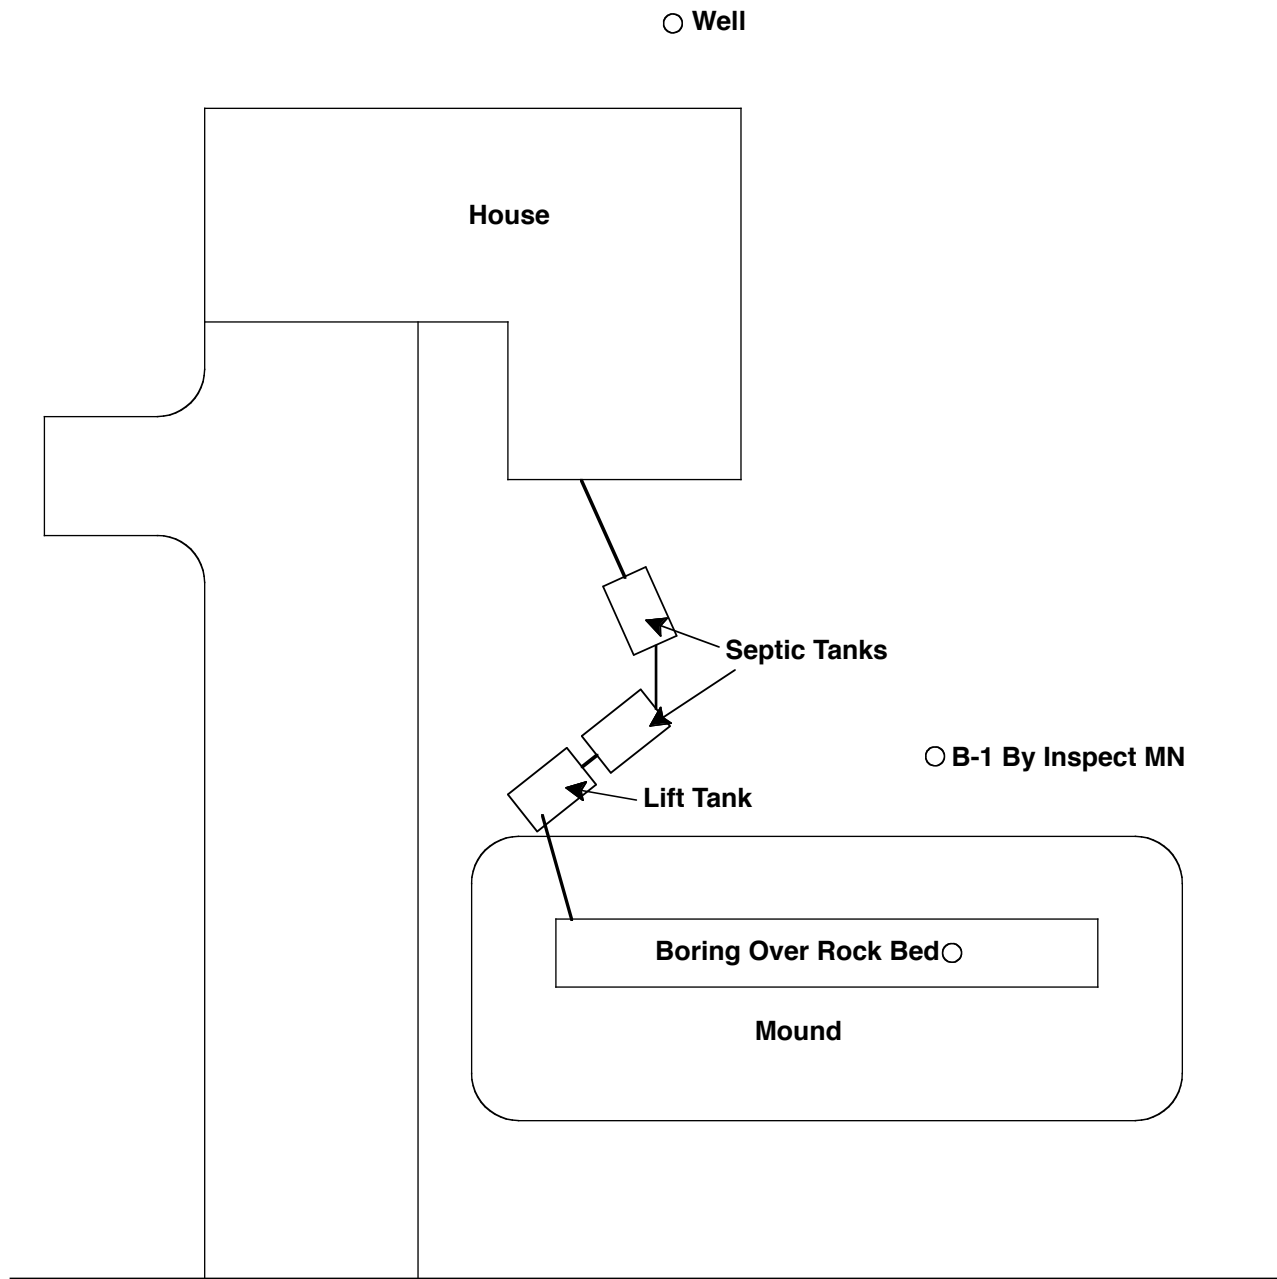 Well
House
Septic Tanks
B-1 By Inspect MN
Lift Tank
Boring Over Rock Bed
Mound